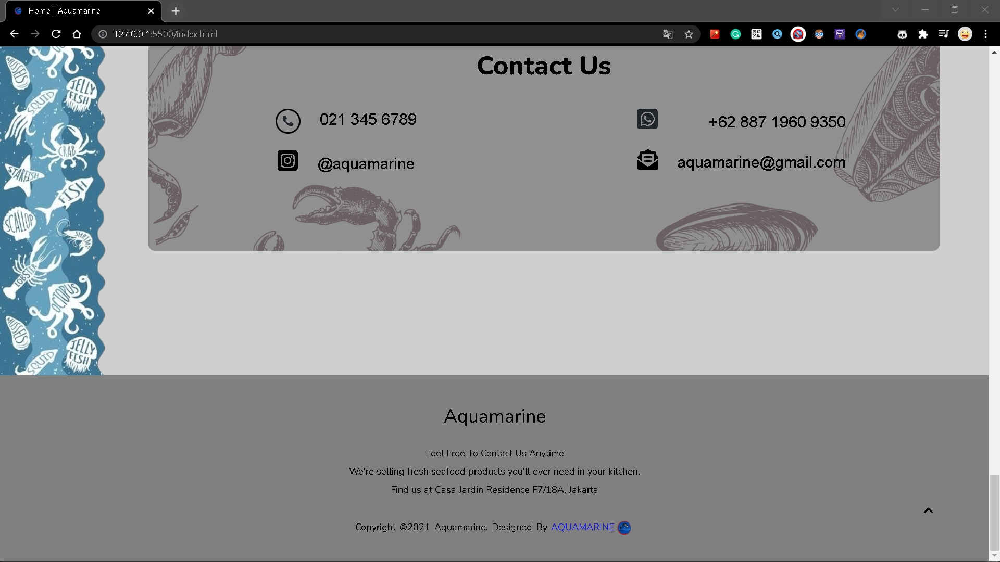 Home || Aquamarine
127.0.0.1:5500/index.html
Contact Us
021 345 6789
+62 887 1960 9350
@aquamarine
aquamarine@gmail.com
MUSSELS
JELLY FISH
SQUID
CRAB
STARFISH
FISH
SCALLOP
SHRIMP
LOBSTER
OCTOPUS
MUSSELS
JELLY FISH
SQUID
Aquamarine
Feel Free To Contact Us Anytime
We're selling fresh seafood products you'll ever need in your kitchen.
Find us at Casa Jardin Residence F7/18A, Jakarta
Copyright ©2021 Aquamarine. Designed By AQUAMARINE